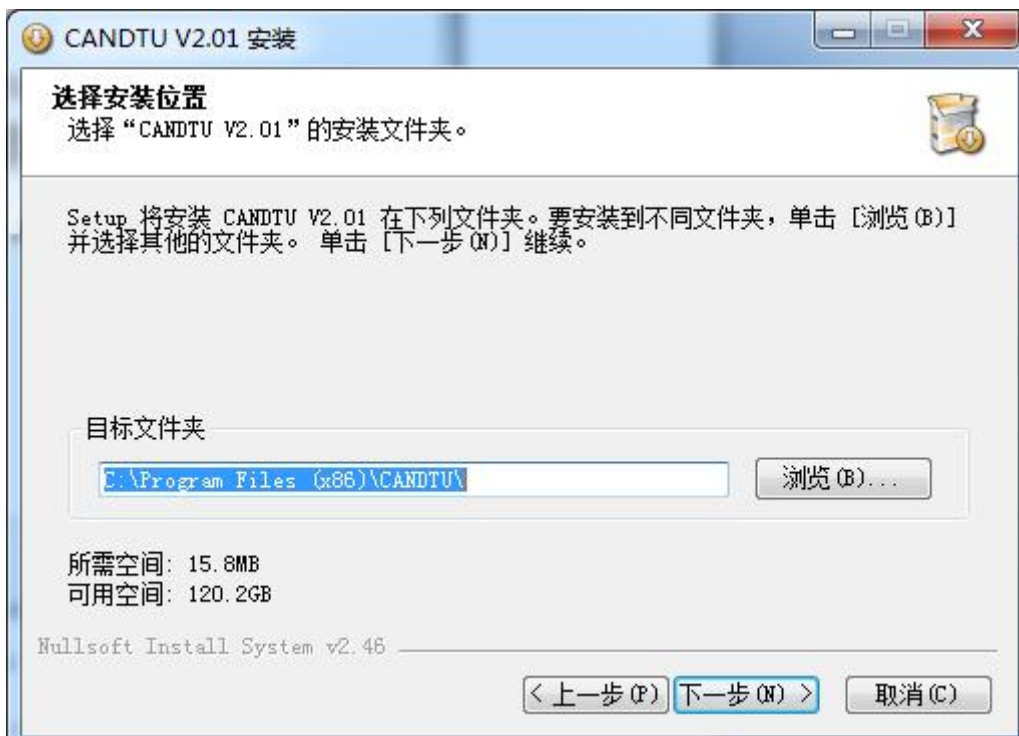 CANDTU V2.01 安装
选择安装位置
选择“CANDTU V2.01”的安装文件夹。
Setup 将安装 CANDTU V2.01 在下列文件夹。要安装到不同文件夹，单击 [浏览(B)]
并选择其他的文件夹。 单击 [下一步(N)] 继续。
目标文件夹
C:\Program Files (x86)\CANDTU\
浏览(B)...
所需空间: 15.8MB
可用空间: 120.2GB
Nullsoft Install System v2.46
< 上一步(P) 下一步(N) > 取消(C)